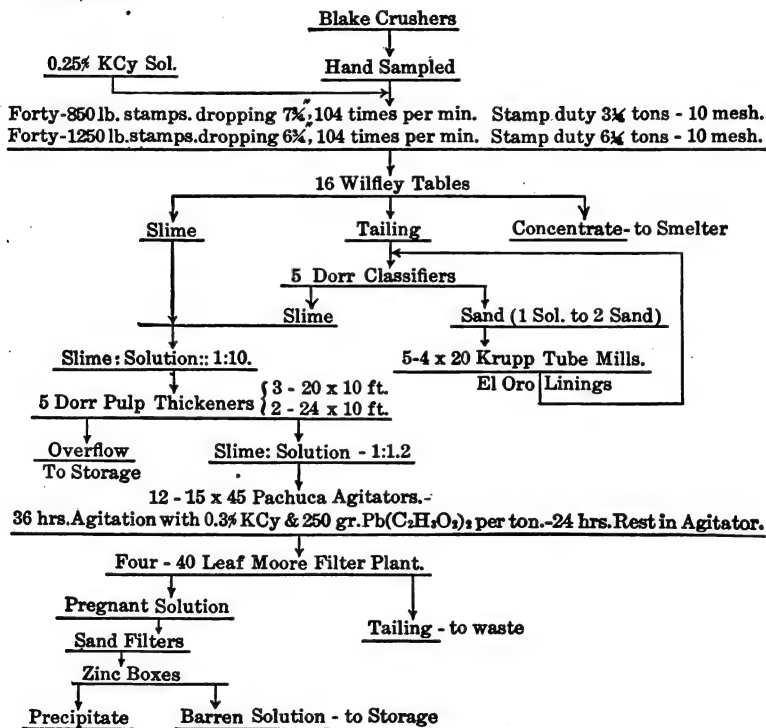 Blake Crushers
0.25% KCy Sol.
Hand Sampled
Forty-850 lb. stamps. dropping 7¾", 104 times per min. Stamp duty 3¼ tons - 10 mesh.
Forty-1250 lb. stamps. dropping 6¾", 104 times per min. Stamp duty 6¼ tons - 10 mesh.
16 Wilfley Tables
Slime Tailing Concentrate - to Smelter
5 Dorr Classifiers
Slime Sand (1 Sol. to 2 Sand)
Slime: Solution:: 1:10. 5-4 x 20 Krupp Tube Mills.
El Oro Linings
5 Dorr Pulp Thickeners { 3 - 20 x 10 ft.
2 - 24 x 10 ft.
Overflow Slime: Solution - 1:1.2
To Storage
12 - 15 x 45 Pachuca Agitators.-
36 hrs. Agitation with 0.3% KCy & 250 gr. Pb(C₂H₃O₂)₂ per ton.-24 hrs. Rest in Agitator.
Four - 40 Leaf Moore Filter Plant.
Pregnant Solution
Tailing - to waste
Sand Filters
Zinc Boxes
Precipitate Barren Solution - to Storage